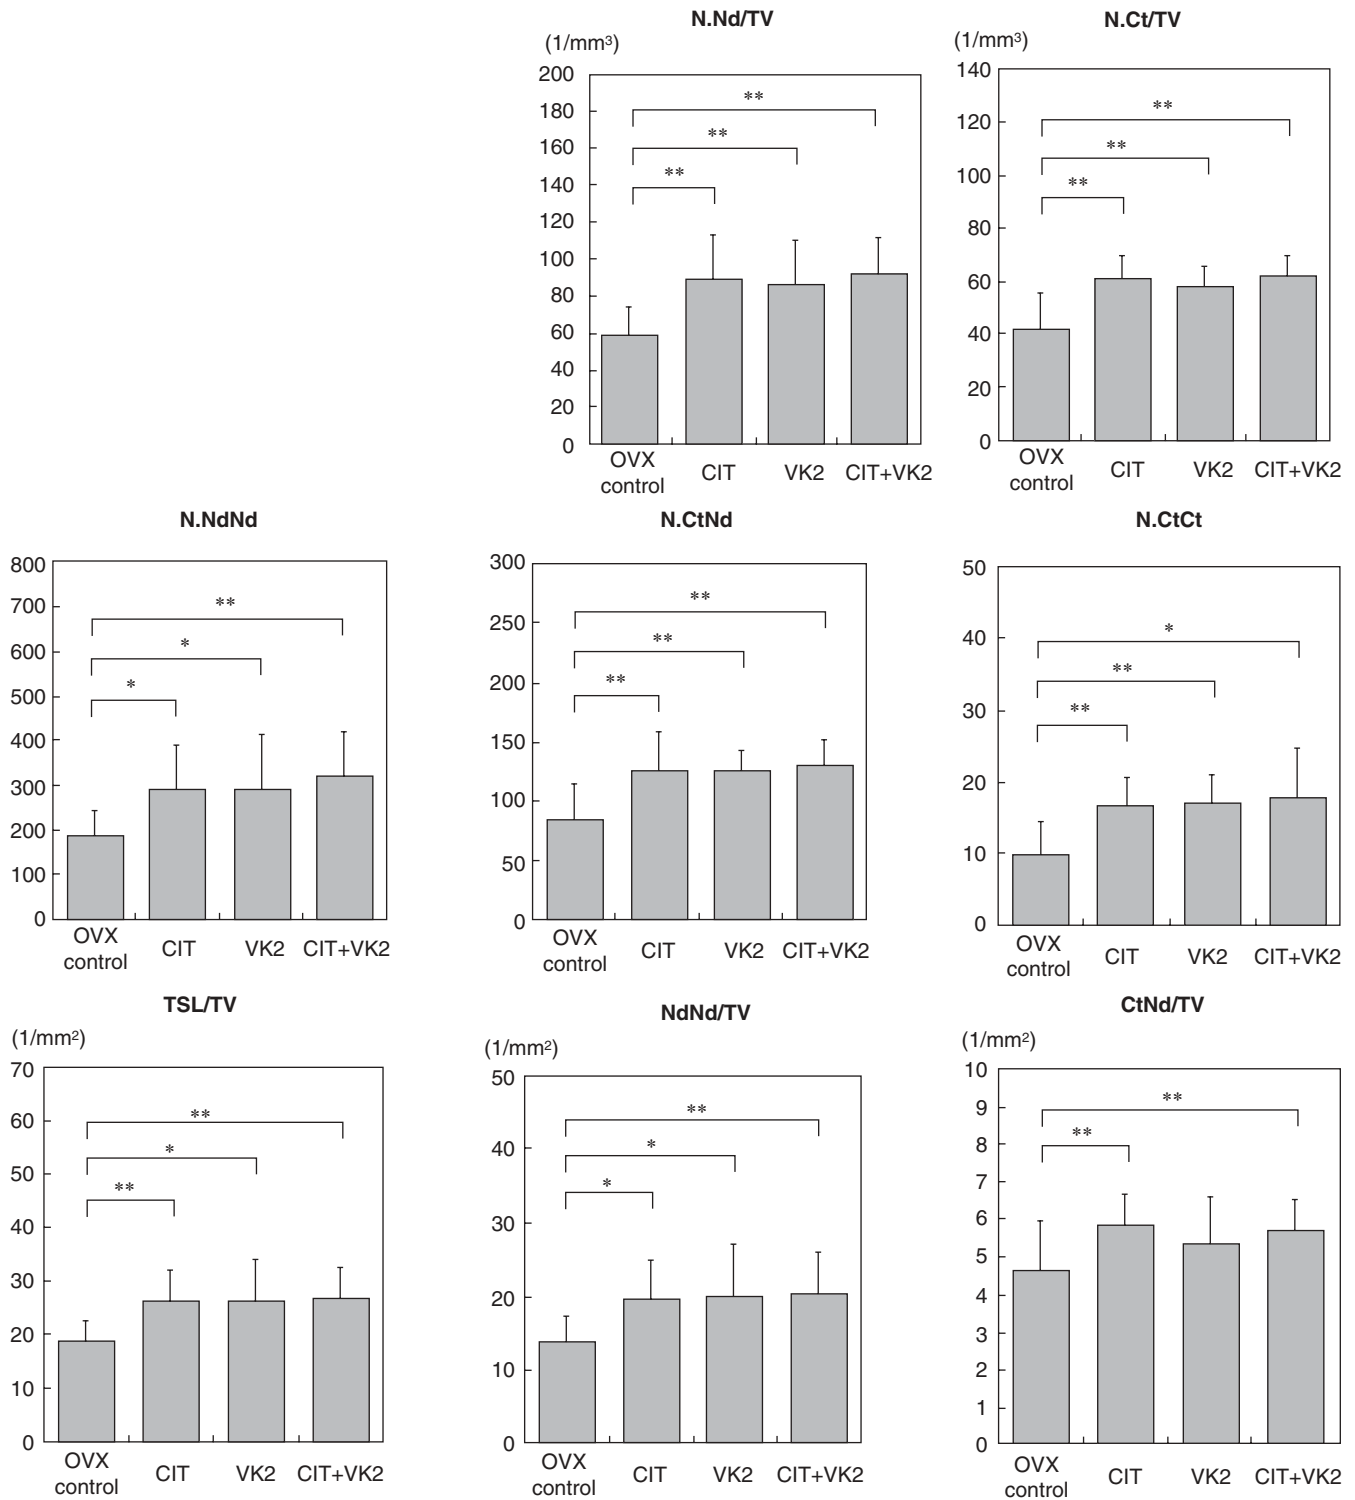 N.Nd/TV
(1/mm³)
200
180
160
140
120
100
80
60
40
20
0
**
**
**
OVX
control
CIT
VK2
CIT+VK2
N.Ct/TV
(1/mm³)
140
120
100
80
60
40
20
0
**
**
**
OVX
control
CIT
VK2
CIT+VK2
N.NdNd
800
700
600
500
400
300
200
100
0
**
*
*
OVX
control
CIT
VK2
CIT+VK2
N.CtNd
300
250
200
150
100
50
0
**
**
**
OVX
control
CIT
VK2
CIT+VK2
N.CtCt
50
40
30
20
10
0
*
**
**
OVX
control
CIT
VK2
CIT+VK2
TSL/TV
(1/mm²)
70
60
50
40
30
20
10
0
**
*
**
OVX
control
CIT
VK2
CIT+VK2
NdNd/TV
(1/mm²)
50
40
30
20
10
0
**
*
*
OVX
control
CIT
VK2
CIT+VK2
CtNd/TV
(1/mm²)
10
9
8
7
6
5
4
3
2
1
0
**
**
OVX
control
CIT
VK2
CIT+VK2